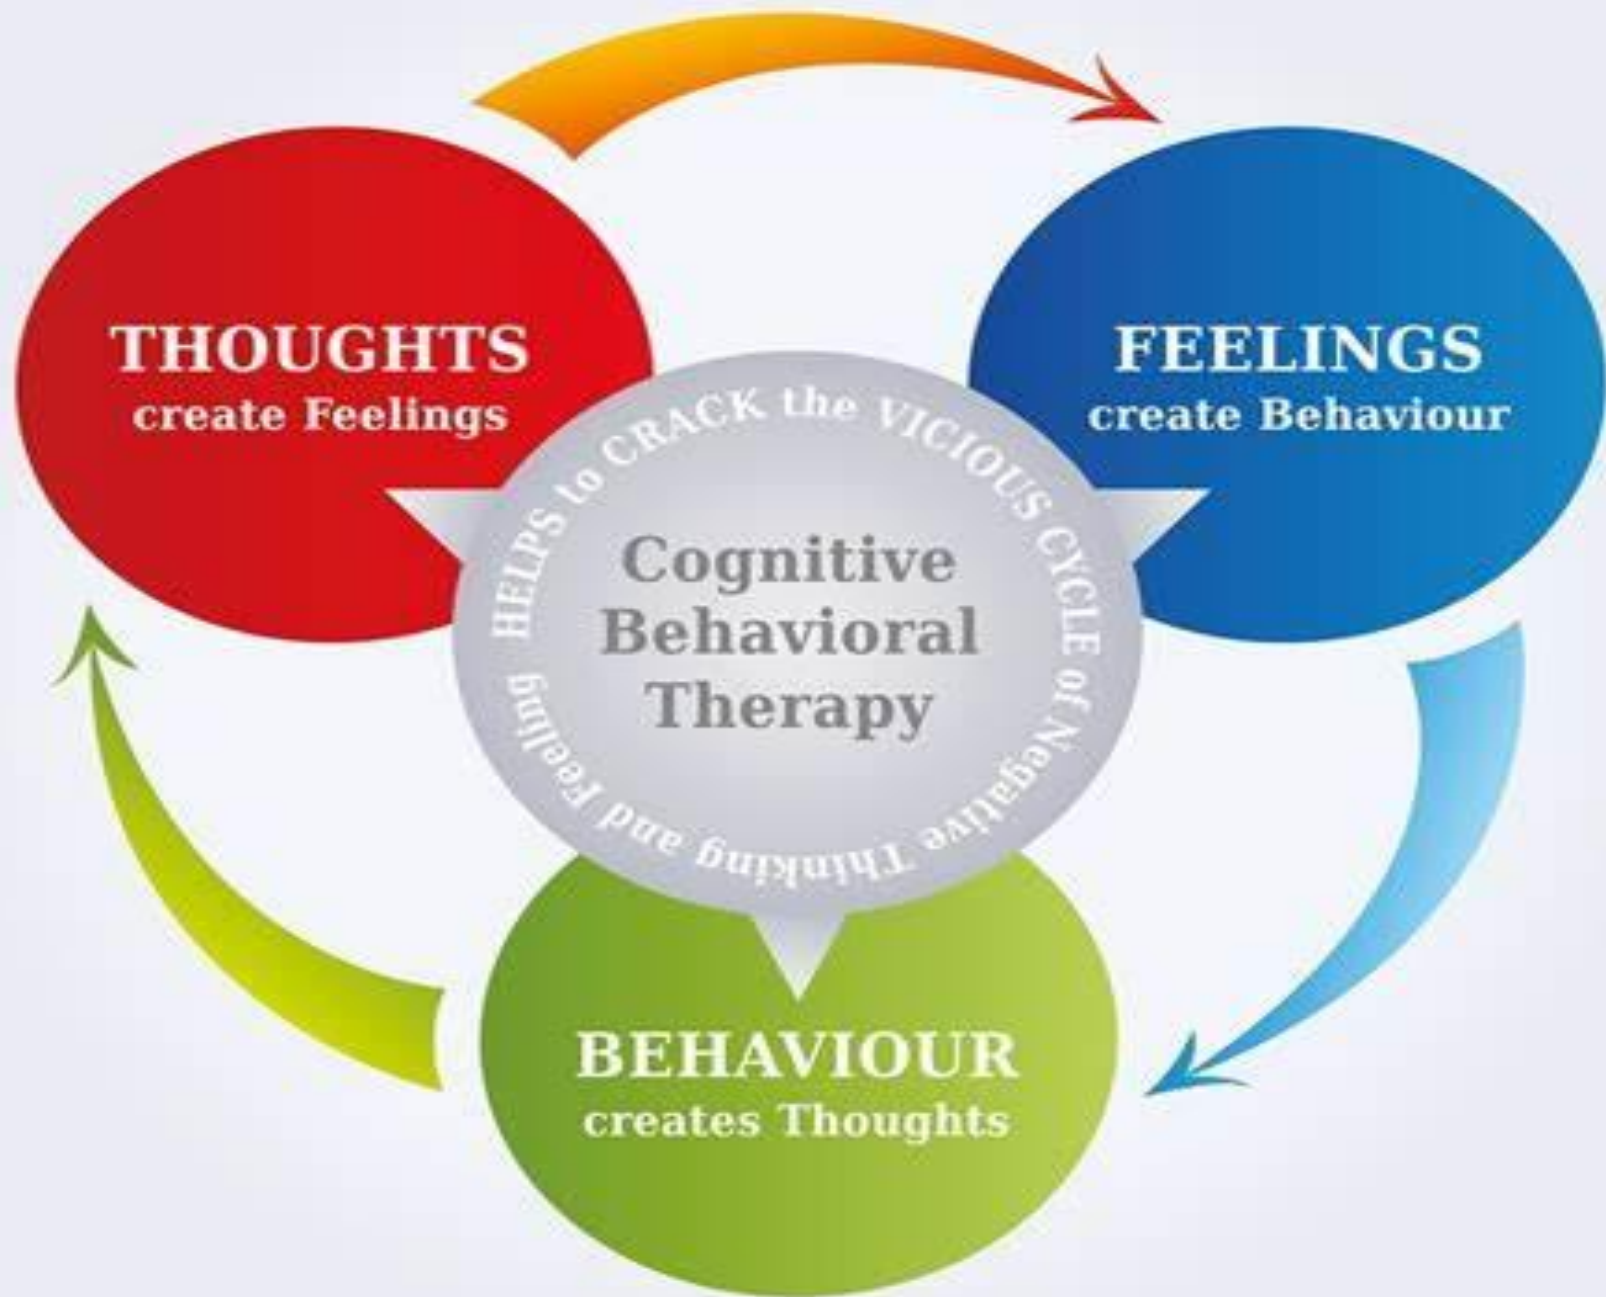 THOUGHTS
create Feelings
FEELINGS
create Behaviour
HELPS to CRACK the VICIOUS CYCLE of Negative Thinking and Feeling
Cognitive
Behavioral
Therapy
BEHAVIOUR
creates Thoughts